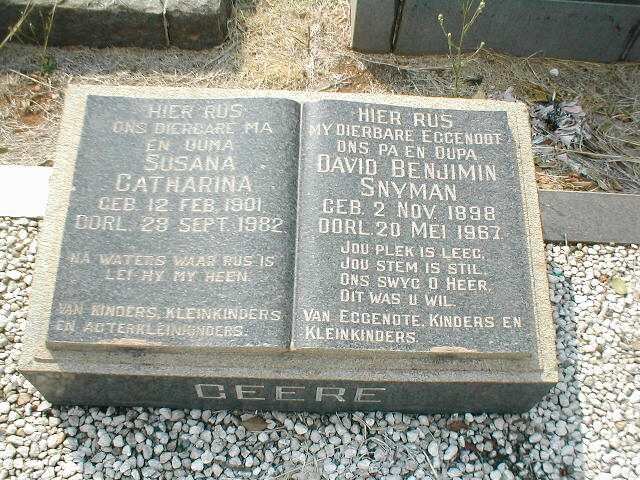 HIER RUS
ONS DIERBARE MA
EN OUMA
SUSANA
CATHARINA
GEB. 12 FEB. 1901.
OORL. 29 SEPT. 1982.
NA WATERS WAAR RUS IS
LEI HY MY HEEN.
VAN KINDERS, KLEINKINDERS
EN AGTERKLEINKINDERS.
HIER RUS
MY DIERBARE EGGENOOT
ONS PA EN OUPA
DAVID BENJIMIN
SNYMAN
GEB. 2 NOV. 1898
OORL. 20 MEI 1967.
JOU PLEK IS LEEG,
JOU STEM IS STIL,
ONS SWYG O HEER,
DIT WAS U WIL.
VAN EGGENOTE, KINDERS EN
KLEINKINDERS.
GEERE